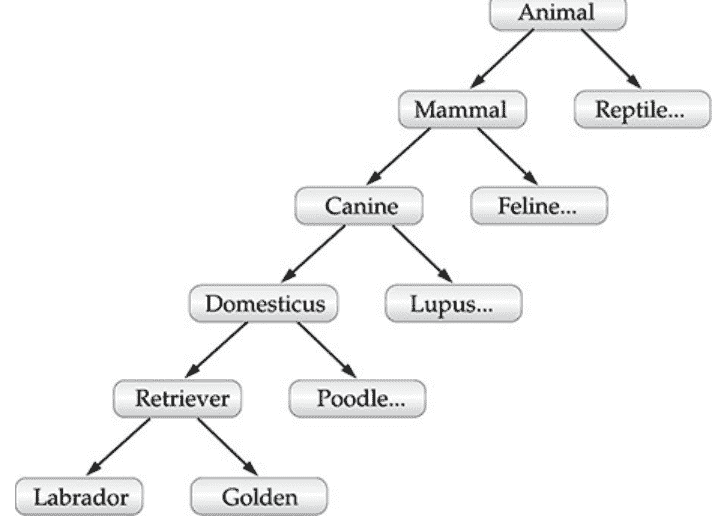 Animal
Mammal
Reptile...
Canine
Feline...
Domesticus
Lupus...
Retriever
Poodle...
Labrador
Golden